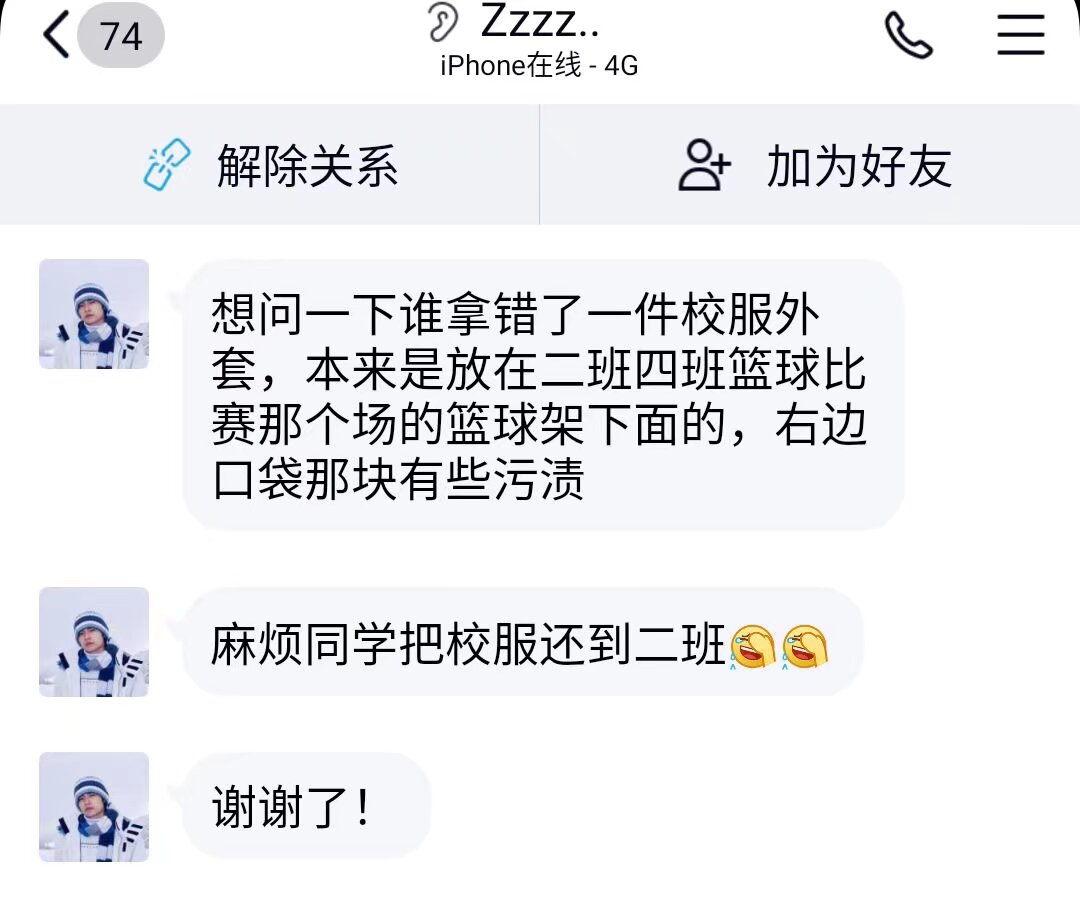 74
Zzzz..
iPhone在线 - 4G
解除关系
加为好友
想问一下谁拿错了一件校服外
套，本来是放在二班四班篮球比
赛那个场的篮球架下面的，右边
口袋那块有些污渍
麻烦同学把校服还到二班
谢谢了！